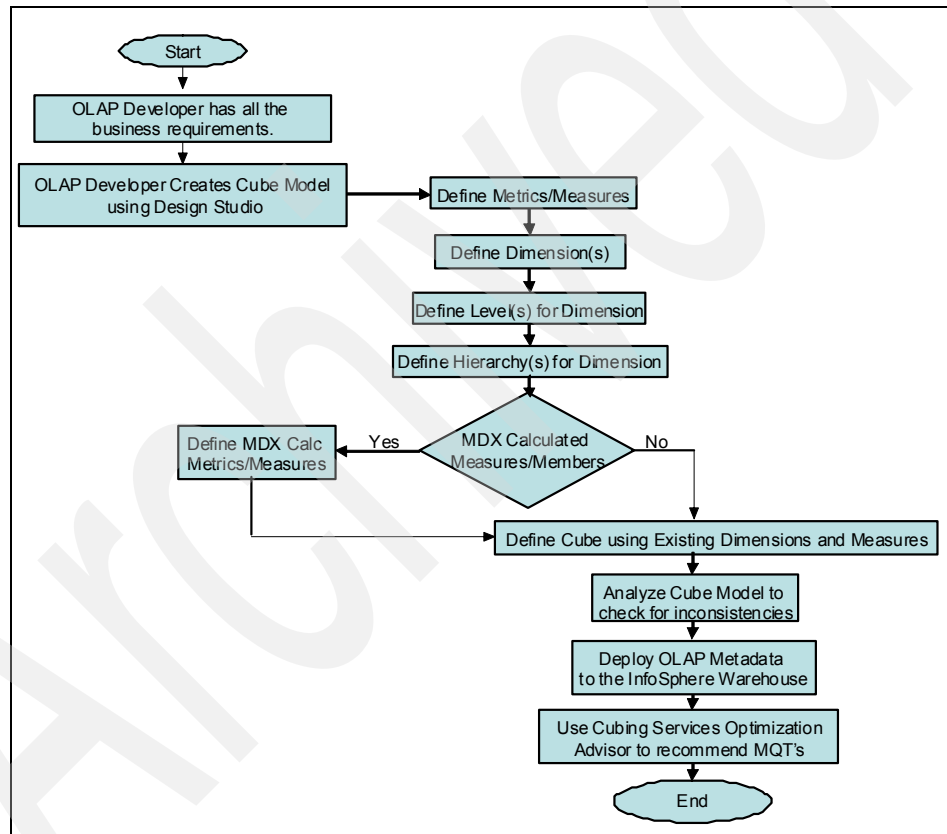 Start
OLAP Developer has all the
business requirements.
OLAP Developer Creates Cube Model
using Design Studio
Define Metrics/Measures
Define Dimension(s)
Define Level(s) for Dimension
Define Hierarchy(s) for Dimension
MDX Calculated
Measures/Members
Yes
No
Define MDX Calc
Metrics/Measures
Define Cube using Existing Dimensions and Measures
Analyze Cube Model to
check for inconsistencies
Deploy OLAP Metadata
to the InfoSphere Warehouse
Use Cubing Services Optimization
Advisor to recommend MQT's
End
Archived